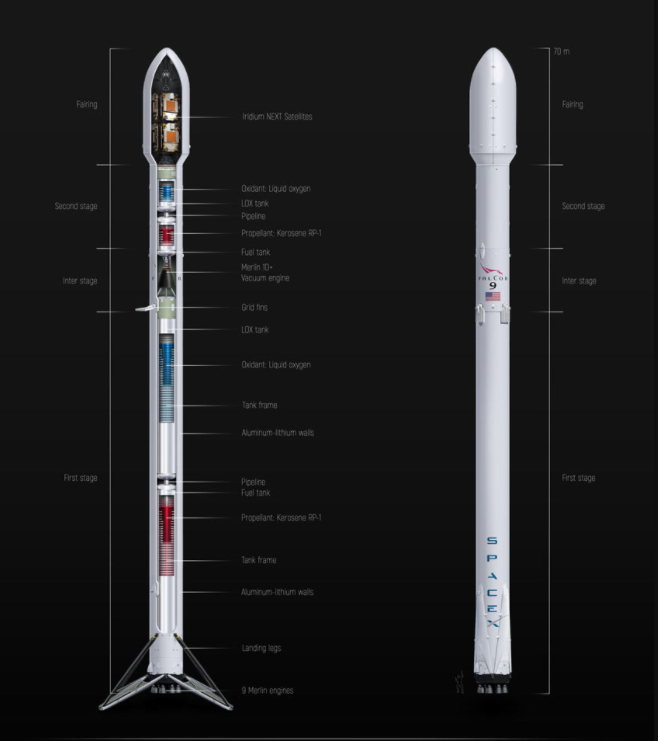 Fairing
Second stage
Inter stage
First stage
Iridium NEXT Satellites
Oxidant: Liquid oxygen
LOX tank
Pipeline
Propellant: Kerosene RP-1
Fuel tank
Merlin 1D+
Vacuum engine
Grid fins
LOX tank
Oxidant: Liquid oxygen
Tank frame
Aluminum-lithium walls
Pipeline
Fuel tank
Propellant: Kerosene RP-1
Tank frame
Aluminum-lithium walls
Landing legs
9 Merlin engines
FALCON
9
SPACEX
70 m
Fairing
Second stage
Inter stage
First stage